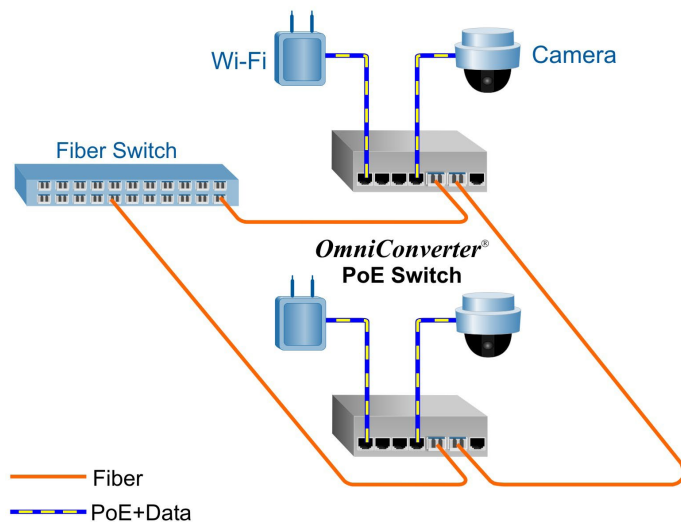 Wi-Fi
Camera
Fiber Switch
OmniConverter®
PoE Switch
Fiber
PoE+Data